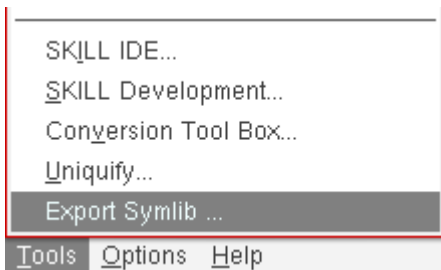 SKILL IDE...
SKILL Development...
Conversion Tool Box...
Uniquify...
Export Symlib ...
Tools Options Help